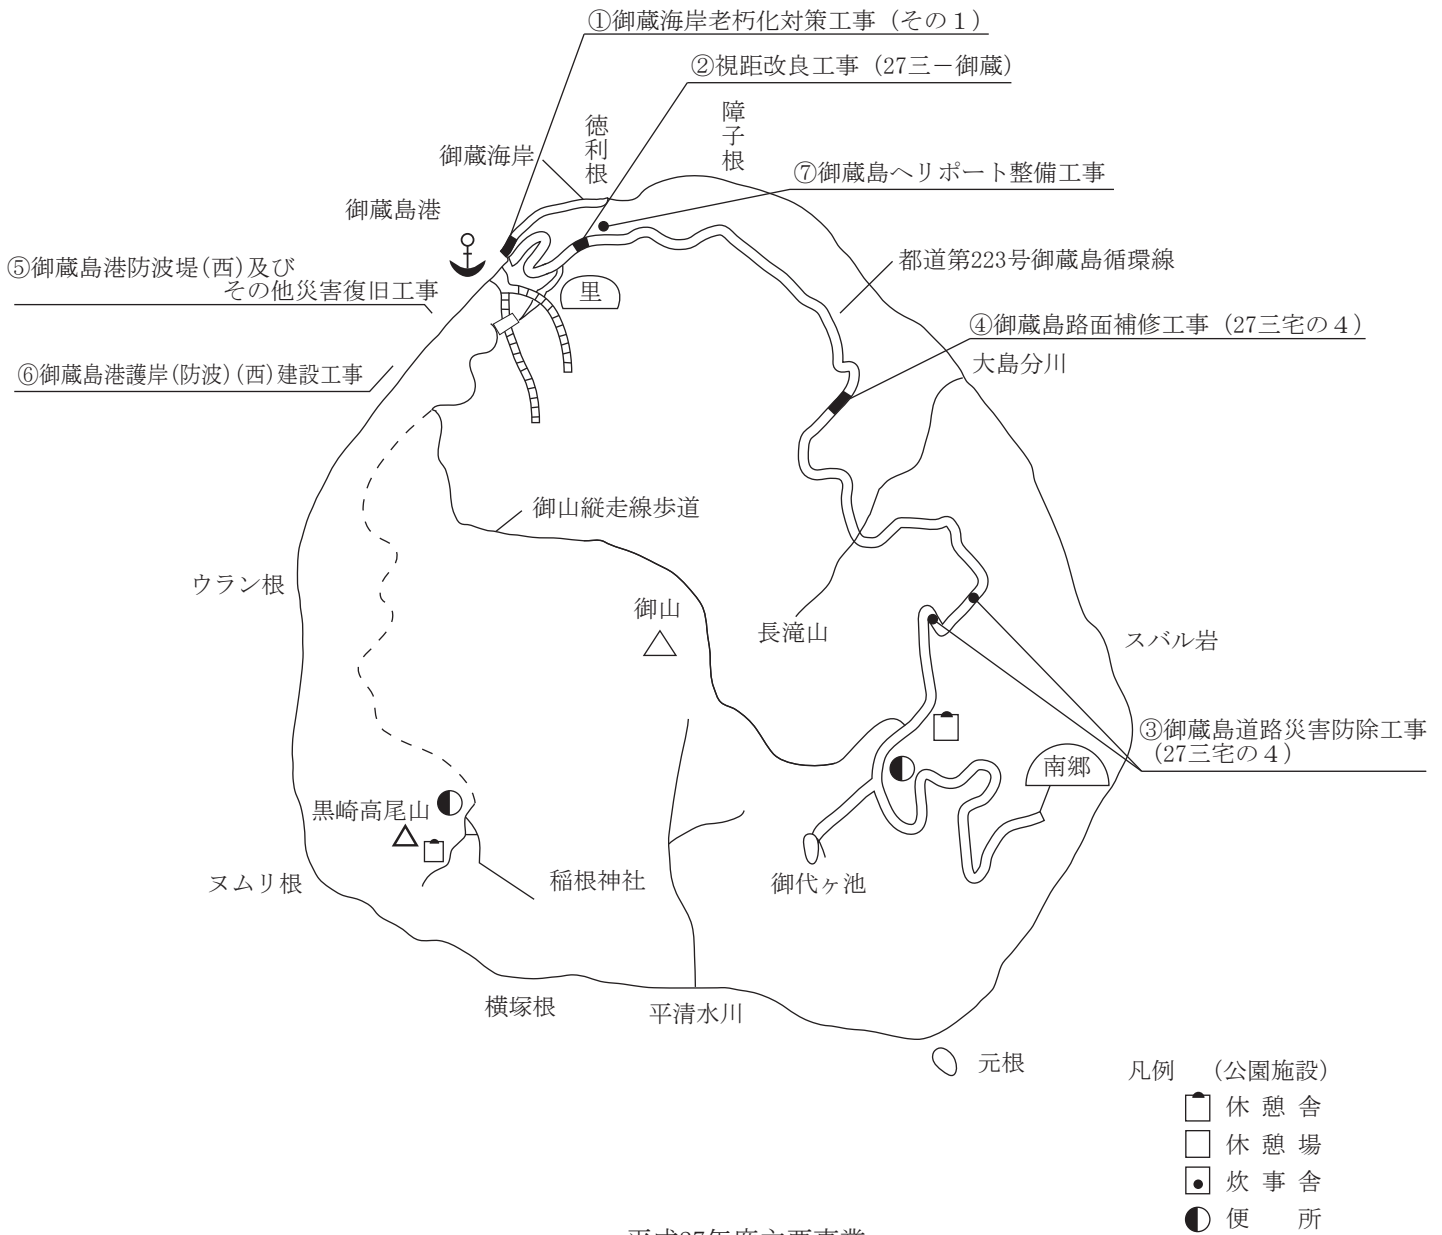 ①御蔵海岸老朽化対策工事（その１）
②視距改良工事（27三－御蔵）
徳利根
障子根
御蔵海岸
⑦御蔵島ヘリポート整備工事
御蔵島港
⑤御蔵島港防波堤(西)及び
その他災害復旧工事
里
都道第223号御蔵島循環線
④御蔵島路面補修工事（27三宅の４）
大島分川
⑥御蔵島港護岸(防波)(西)建設工事
御山縦走線歩道
ウラン根
御山
長滝山
スバル岩
③御蔵島道路災害防除工事
（27三宅の４）
南郷
黒崎高尾山
ヌムリ根
稲根神社
御代ヶ池
横塚根
平清水川
元根
凡例　（公園施設）
休憩舎
休憩場
炊事舎
便　所
平成27年度主要事業